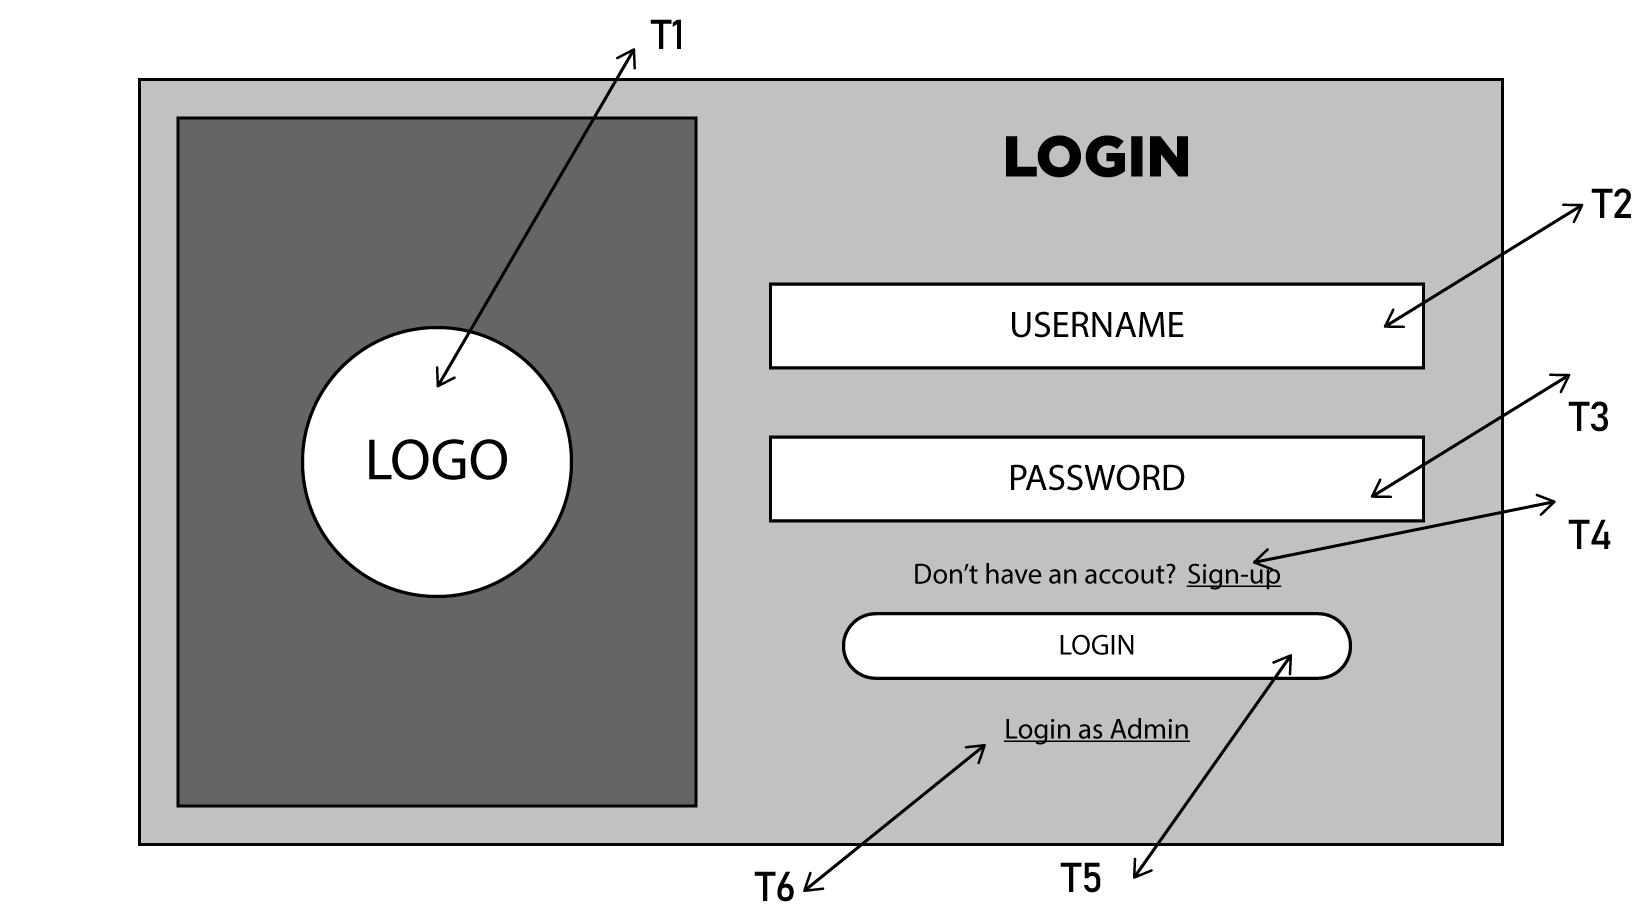 T1
LOGIN
T2
USERNAME
LOGO
T3
PASSWORD
T4
Don't have an accout? Sign-up
LOGIN
Login as Admin
T6
T5